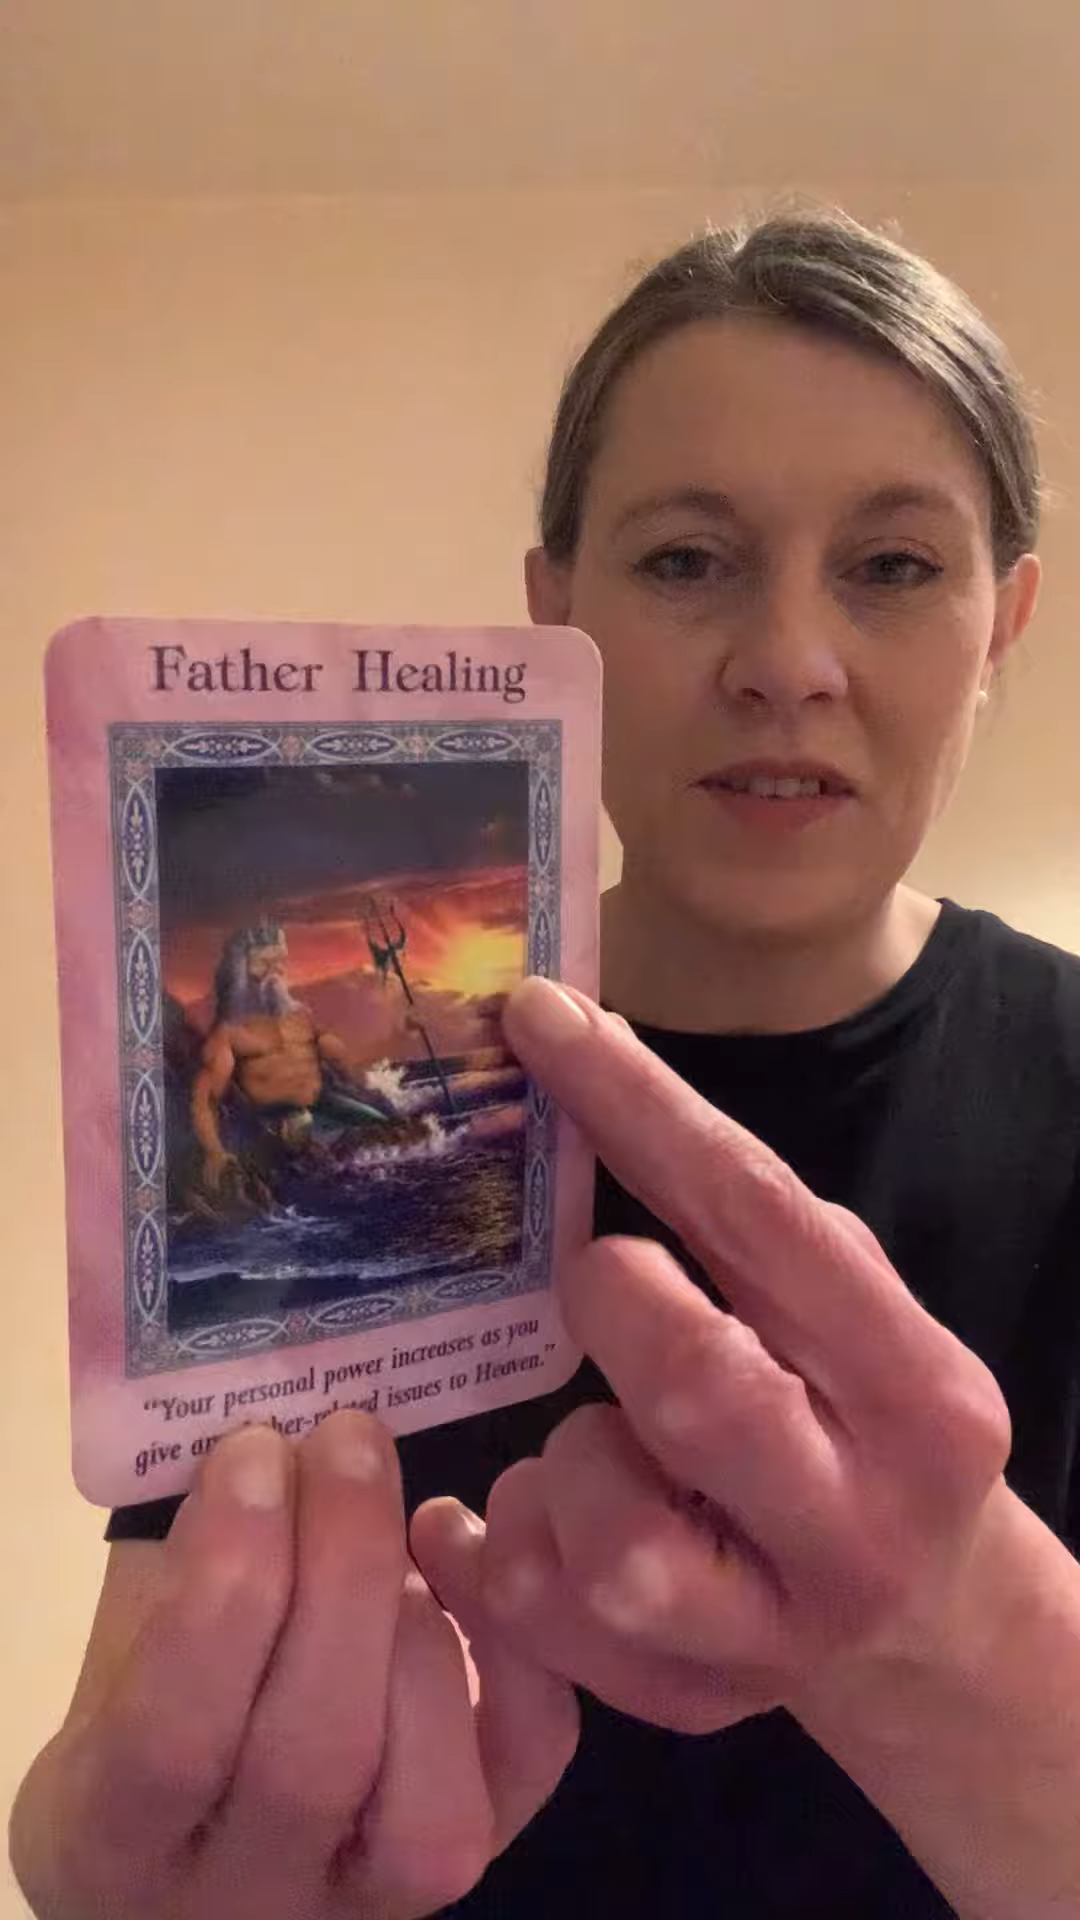 Father Healing
“Your personal power increases as you
give issues to Heaven.”